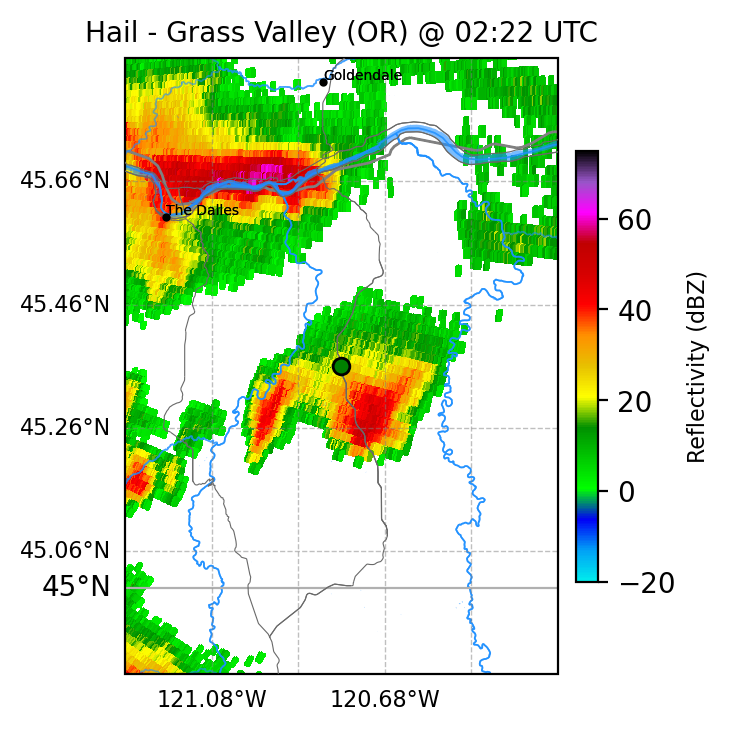 Hail - Grass Valley (OR) @ 02:22 UTC
Goldendale
The Dalles
45.66°N
45.46°N
45.26°N
45.06°N
45°N
121.08°W
120.68°W
60
40
20
0
−20
Reflectivity (dBZ)